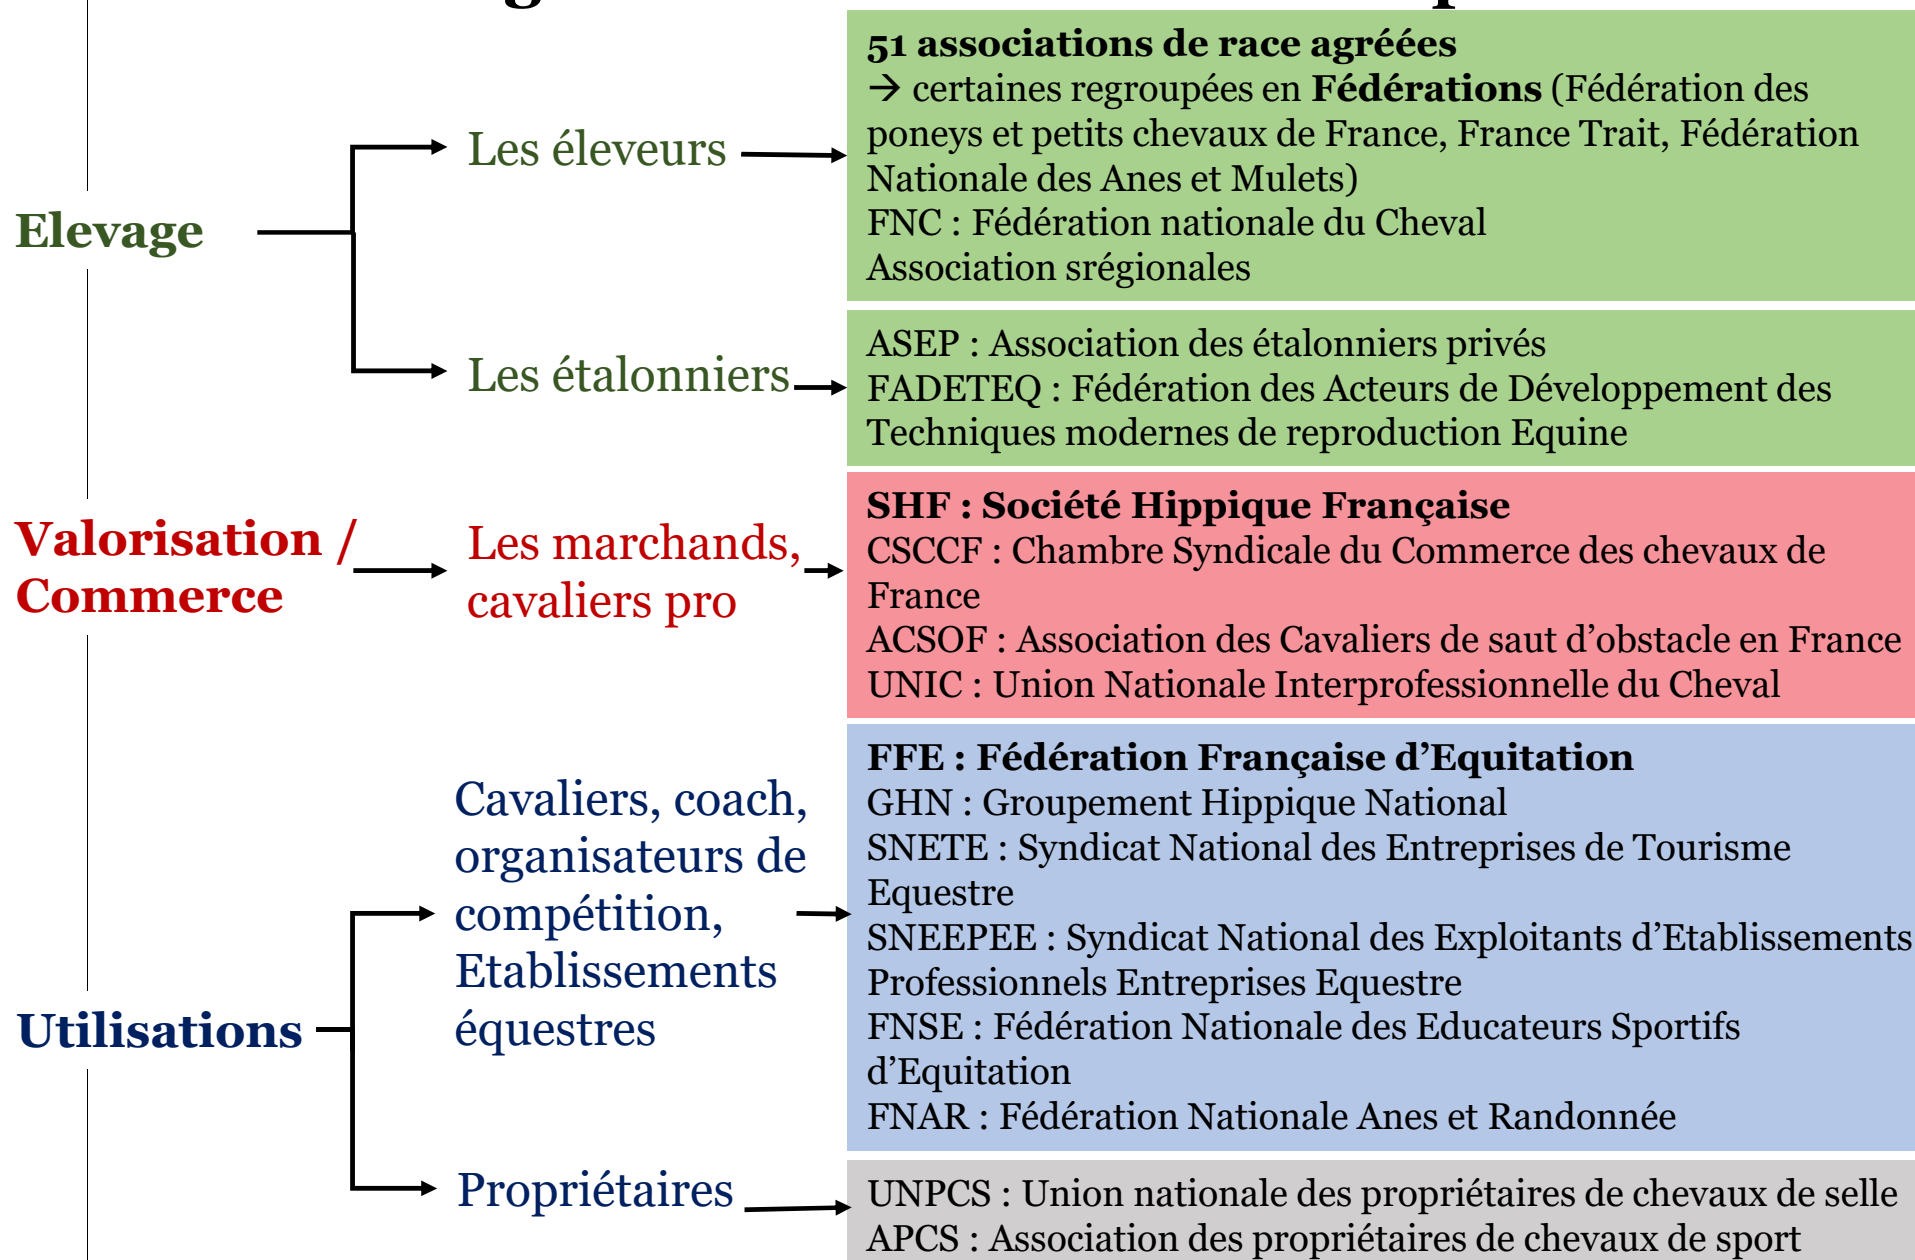 51 associations de race agréées
→ certaines regroupées en Fédérations (Fédération des
poneys et petits chevaux de France, France Trait, Fédération
Nationale des Anes et Mulets)
FNC : Fédération nationale du Cheval
Association srégionales
Les éleveurs
Elevage
Les étalonniers
ASEP : Association des étalonniers privés
FADETEQ : Fédération des Acteurs de Développement des
Techniques modernes de reproduction Equine
Valorisation /
Commerce
Les marchands,
cavaliers pro
SHF : Société Hippique Française
CSCCF : Chambre Syndicale du Commerce des chevaux de
France
ACSOF : Association des Cavaliers de saut d’obstacle en France
UNIC : Union Nationale Interprofessionnelle du Cheval
Utilisations
Cavaliers, coach,
organisateurs de
compétition,
Etablissements
équestres
FFE : Fédération Française d’Equitation
GHN : Groupement Hippique National
SNETE : Syndicat National des Entreprises de Tourisme
Equestre
SNEEPEE : Syndicat National des Exploitants d’Etablissements
Professionnels Entreprises Equestre
FNSE : Fédération Nationale des Educateurs Sportifs
d’Equitation
FNAR : Fédération Nationale Anes et Randonnée
Propriétaires
UNPCS : Union nationale des propriétaires de chevaux de selle
APCS : Association des propriétaires de chevaux de sport